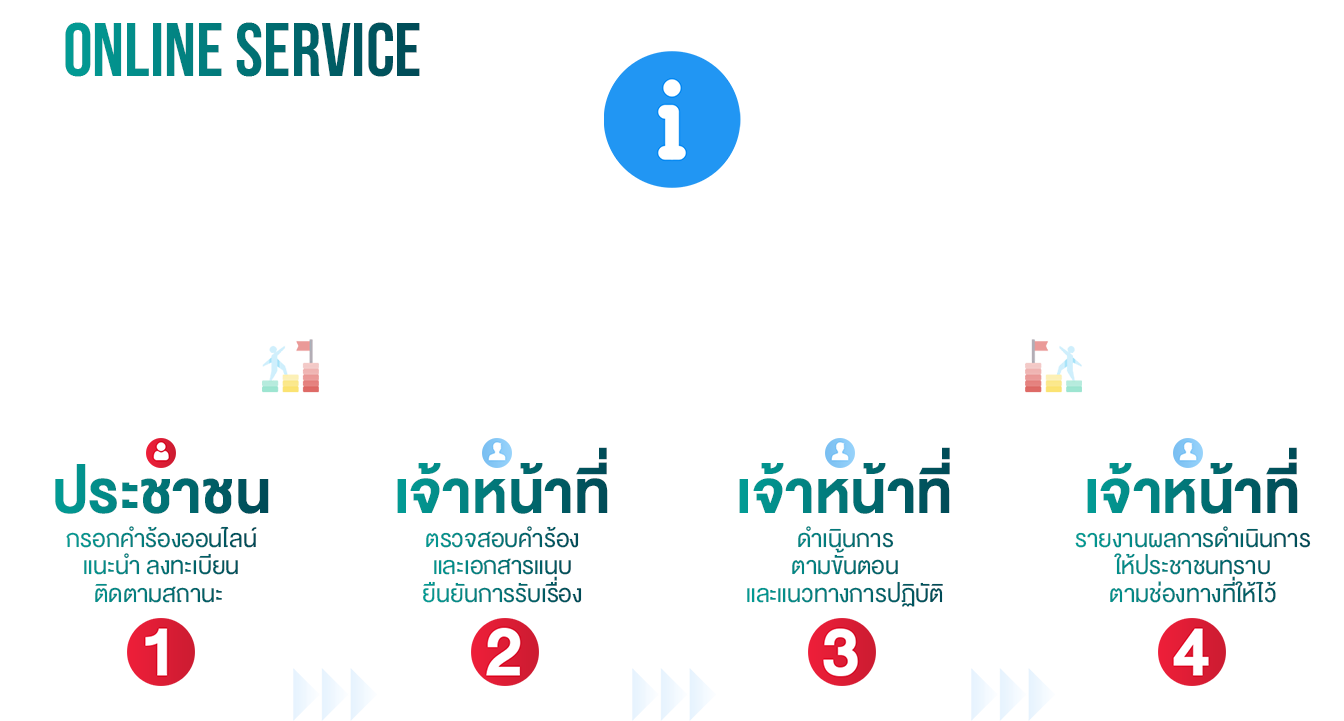 ONLINE SERVICE
i
ประชาชน
กรอกคำร้องออนไลน์
แนะนำ ลงทะเบียน
ติดตามสถานะ
1
เจ้าหน้าที่
ตรวจสอบคำร้อง
และเอกสารแนบ
ยืนยันการรับเรื่อง
2
เจ้าหน้าที่
ดำเนินการ
ตามขั้นตอน
และแนวทางการปฏิบัติ
3
เจ้าหน้าที่
รายงานผลการดำเนินการ
ให้ประชาชนทราบ
ตามช่องทางที่ให้ไว้
4